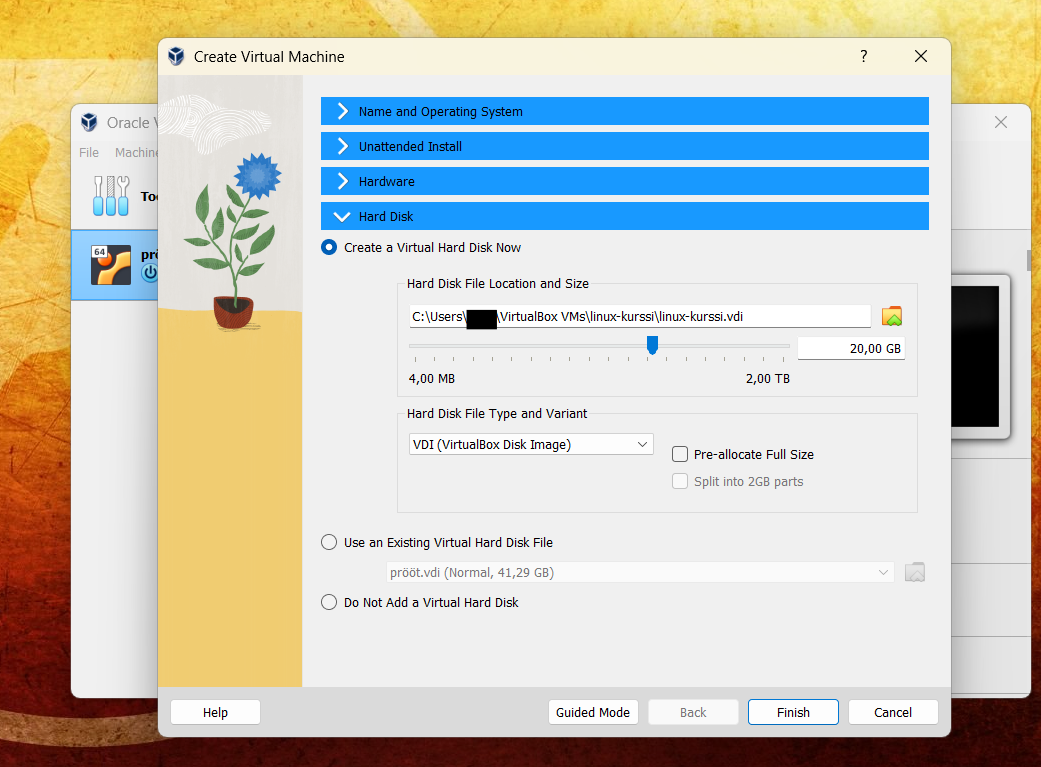 Create Virtual Machine
?
Oracle
File Machine
64
Name and Operating System
Unattended Install
Hardware
Hard Disk
Create a Virtual Hard Disk Now
Hard Disk File Location and Size
C:\Users\ \VirtualBox VMs\linux-kurssi\linux-kurssi.vdi
20,00 GB
4,00 MB
2,00 TB
Hard Disk File Type and Variant
VDI (VirtualBox Disk Image)
Pre-allocate Full Size
Split into 2GB parts
Use an Existing Virtual Hard Disk File
prööt.vdi (Normal, 41,29 GB)
Do Not Add a Virtual Hard Disk
Help
Guided Mode
Back
Finish
Cancel